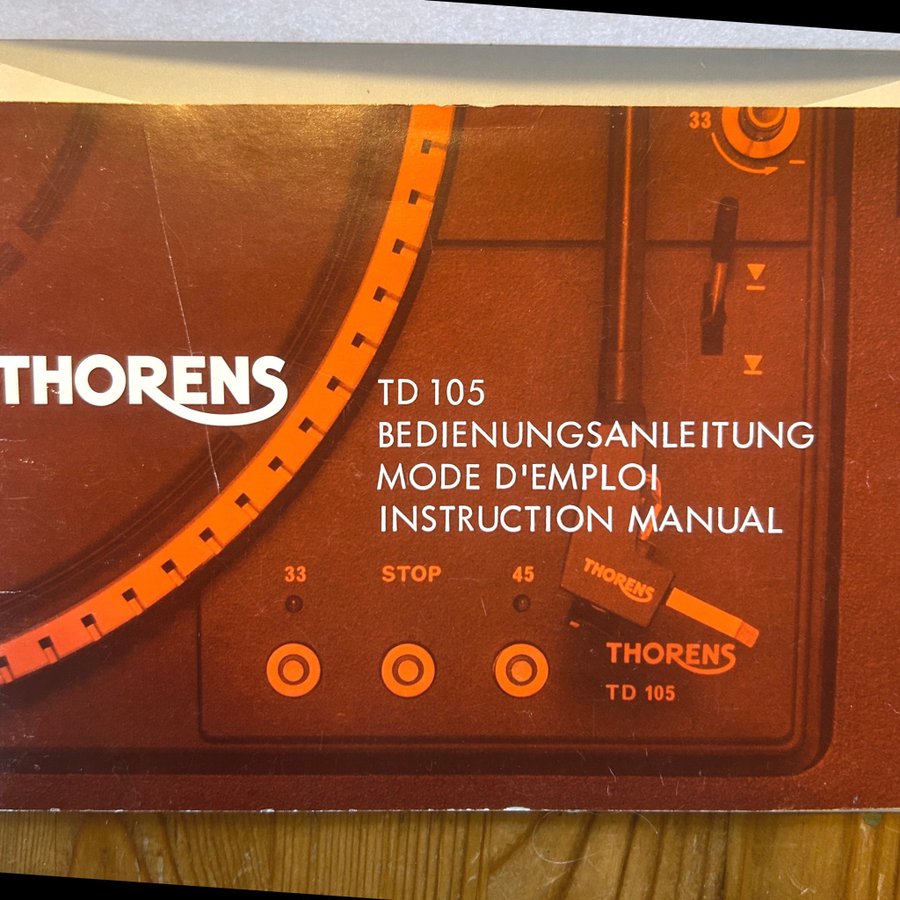 33
THORENS
TD 105
BEDIENUNGSANLEITUNG
MODE D'EMPLOI
INSTRUCTION MANUAL
33 STOP 45
THORENS
THORENS
TD 105